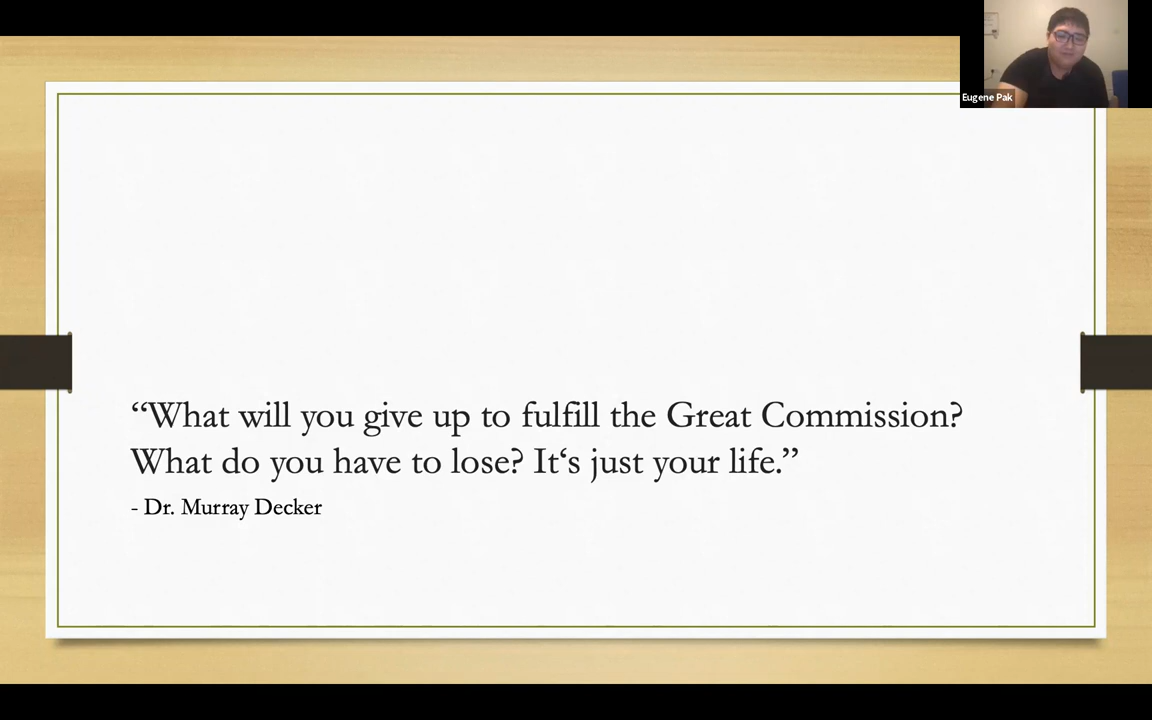 Eugene Pak
“What will you give up to fulfill the Great Commission?
What do you have to lose? It‘s just your life.”
- Dr. Murray Decker